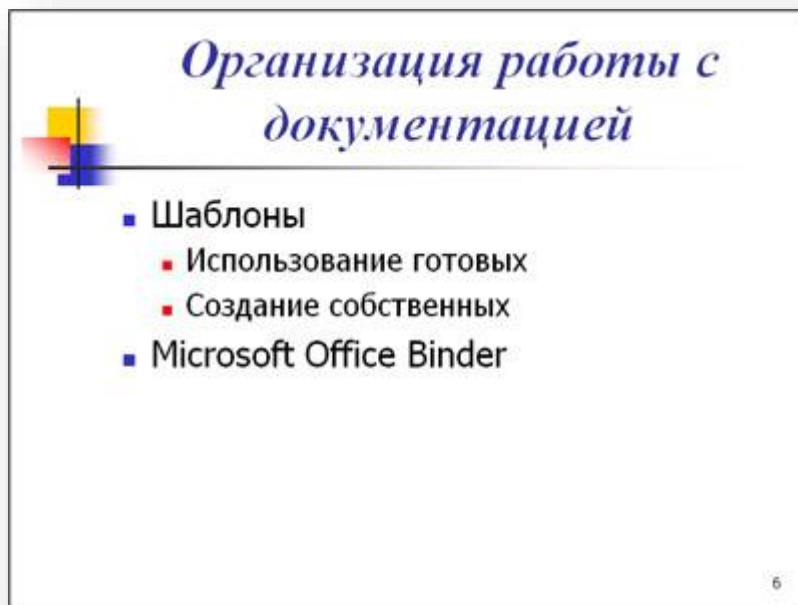 Организация работы с
документацией
Шаблоны
Использование готовых
Создание собственных
Microsoft Office Binder
6